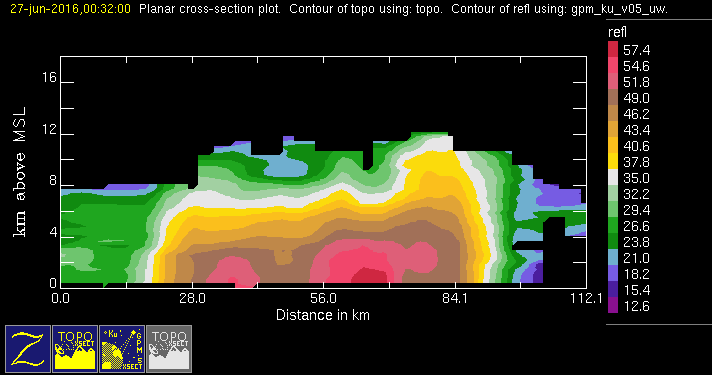 27-jun-2016,00:32:00 Planar cross-section plot. Contour of topo using: topo. Contour of refl using: gpm_ku_v05_uw.
refl
57.4
54.6
51.8
49.0
46.2
43.4
40.6
37.8
35.0
32.2
29.4
26.6
23.8
21.0
18.2
15.4
12.6
km above MSL
16
12
8
4
0
0.0 28.0 56.0 84.1 112.1
Distance in km
Z
TOPO XSECT
"Ku" GPM XSECT
TOPO XSECT